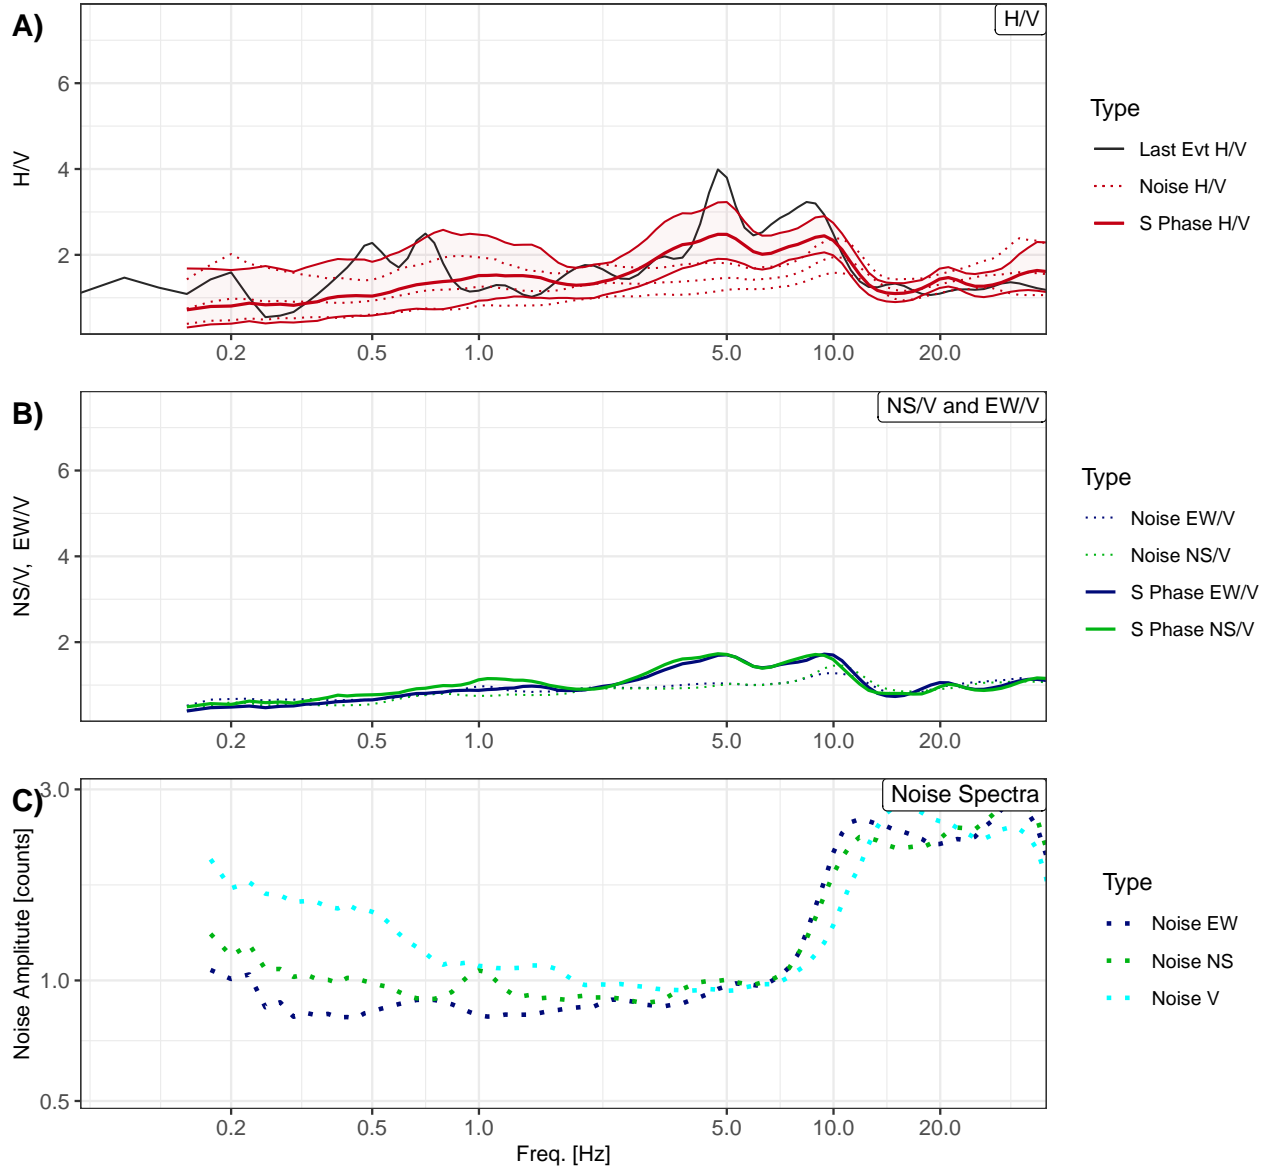 A)
H/V
6
4
2
H/V
0.2 0.5 1.0 5.0 10.0 20.0
Type
Last Evt H/V
Noise H/V
S Phase H/V
B)
NS/V and EW/V
6
4
2
NS/V, EW/V
0.2 0.5 1.0 5.0 10.0 20.0
Type
Noise EW/V
Noise NS/V
S Phase EW/V
S Phase NS/V
C)
Noise Spectra
3.0
1.0
0.5
Noise Amplitute [counts]
0.2 0.5 1.0 5.0 10.0 20.0
Freq. [Hz]
Type
Noise EW
Noise NS
Noise V